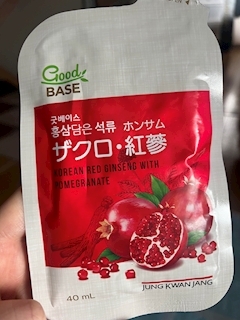 Good
BASE
굿베이스
홍삼담은 석류 ホンサム
ザクロ・紅蔘
KOREAN RED GINSENG WITH
POMEGRANATE
40 mL
JUNG KWAN JANG